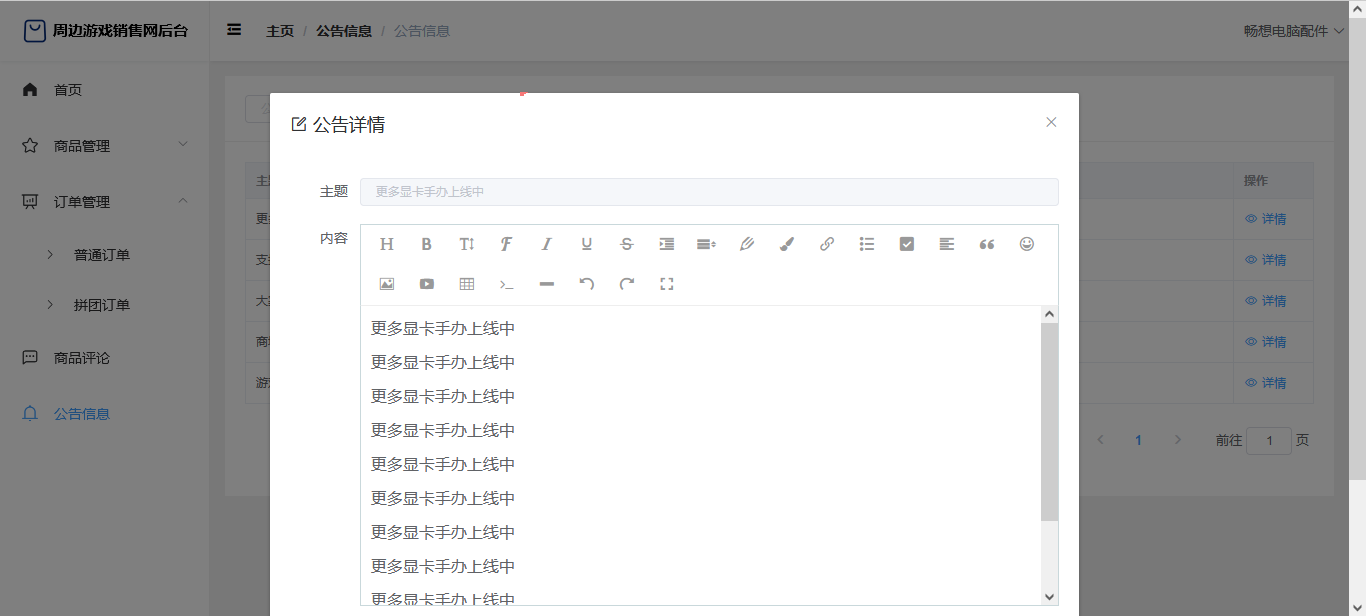 周边游戏销售网后台
主页 / 公告信息 / 公告信息
畅想电脑配件
首页
商品管理
订单管理
普通订单
拼团订单
商品评论
公告信息
公告详情
主题
更多显卡手办上线中
内容
更多显卡手办上线中
更多显卡手办上线中
更多显卡手办上线中
更多显卡手办上线中
更多显卡手办上线中
更多显卡手办上线中
更多显卡手办上线中
更多显卡手办上线中
更多显卡手办上线中
操作
详情
详情
详情
详情
详情
1
前往 1 页